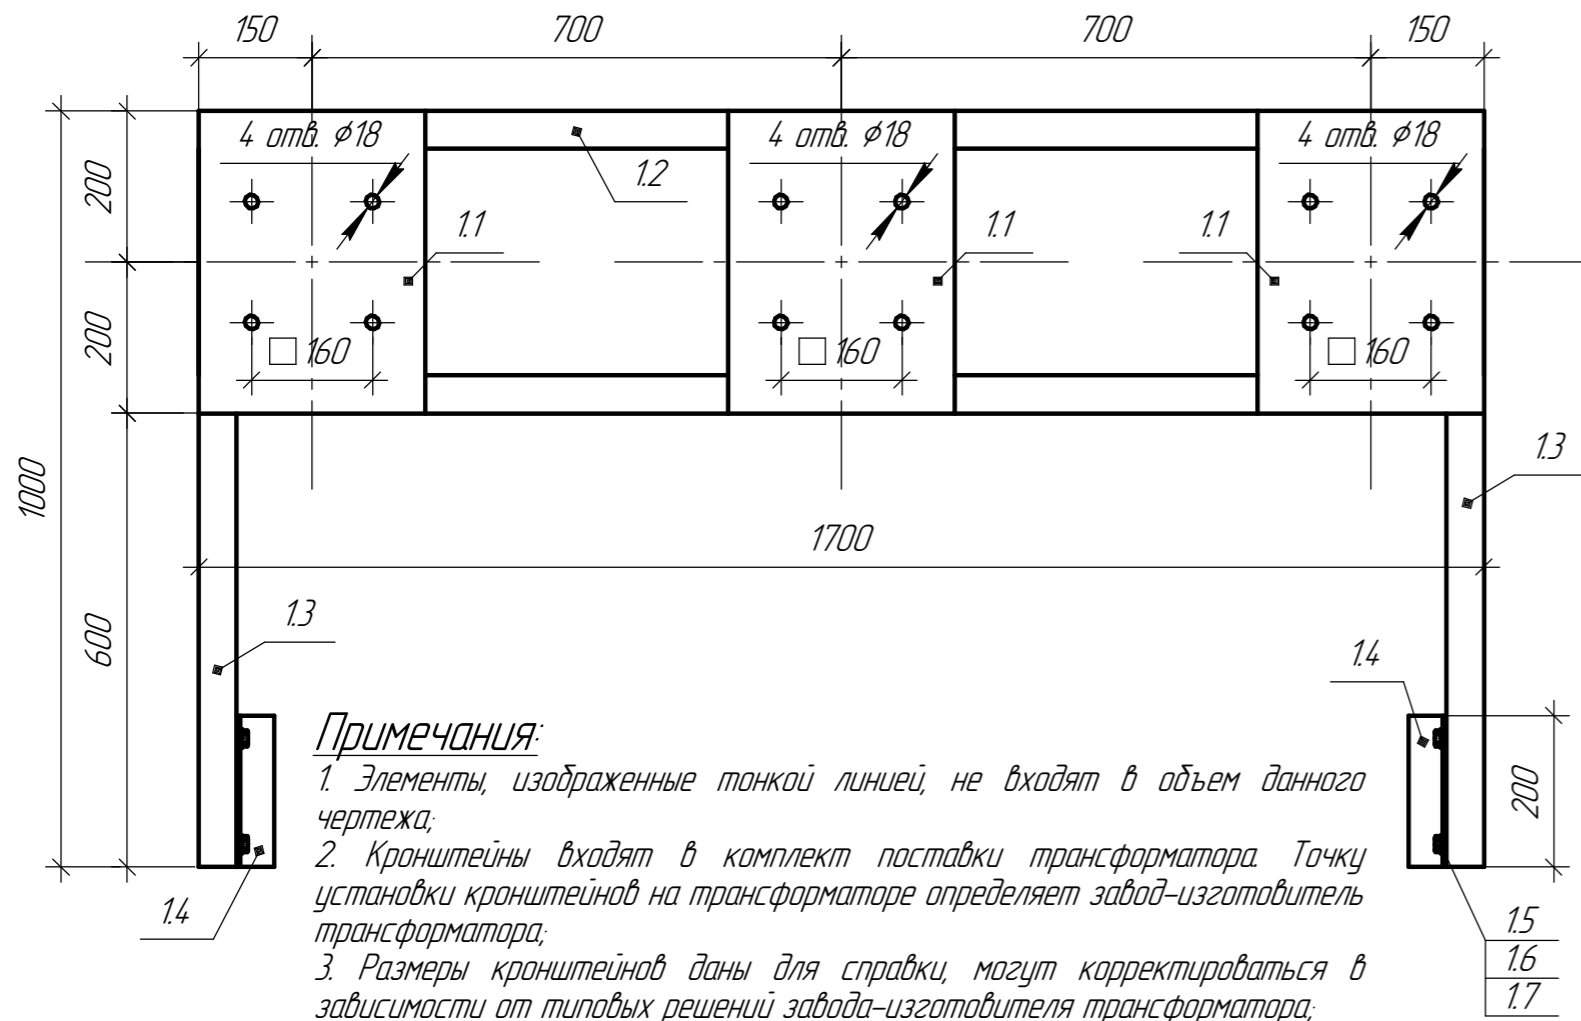 150 700 700 150
4 отв. ϕ18 4 отв. ϕ18 4 отв. ϕ18
1.2
200
1.1 1.1 1.1
200
□ 160 □ 160 □ 160
1.3
1000
1700
600
1.3
1.4
200
Примечания:
1. Элементы, изображенные тонкой линией, не входят в объем данного
чертежа;
2. Кронштейны входят в комплект поставки трансформатора. Точку
установки кронштейнов на трансформаторе определяет завод-изготовитель
трансформатора;
3. Размеры кронштейнов даны для справки, могут корректироваться в
зависимости от типовых решений завода-изготовителя трансформатора;
1.4
1.5
1.6
1.7